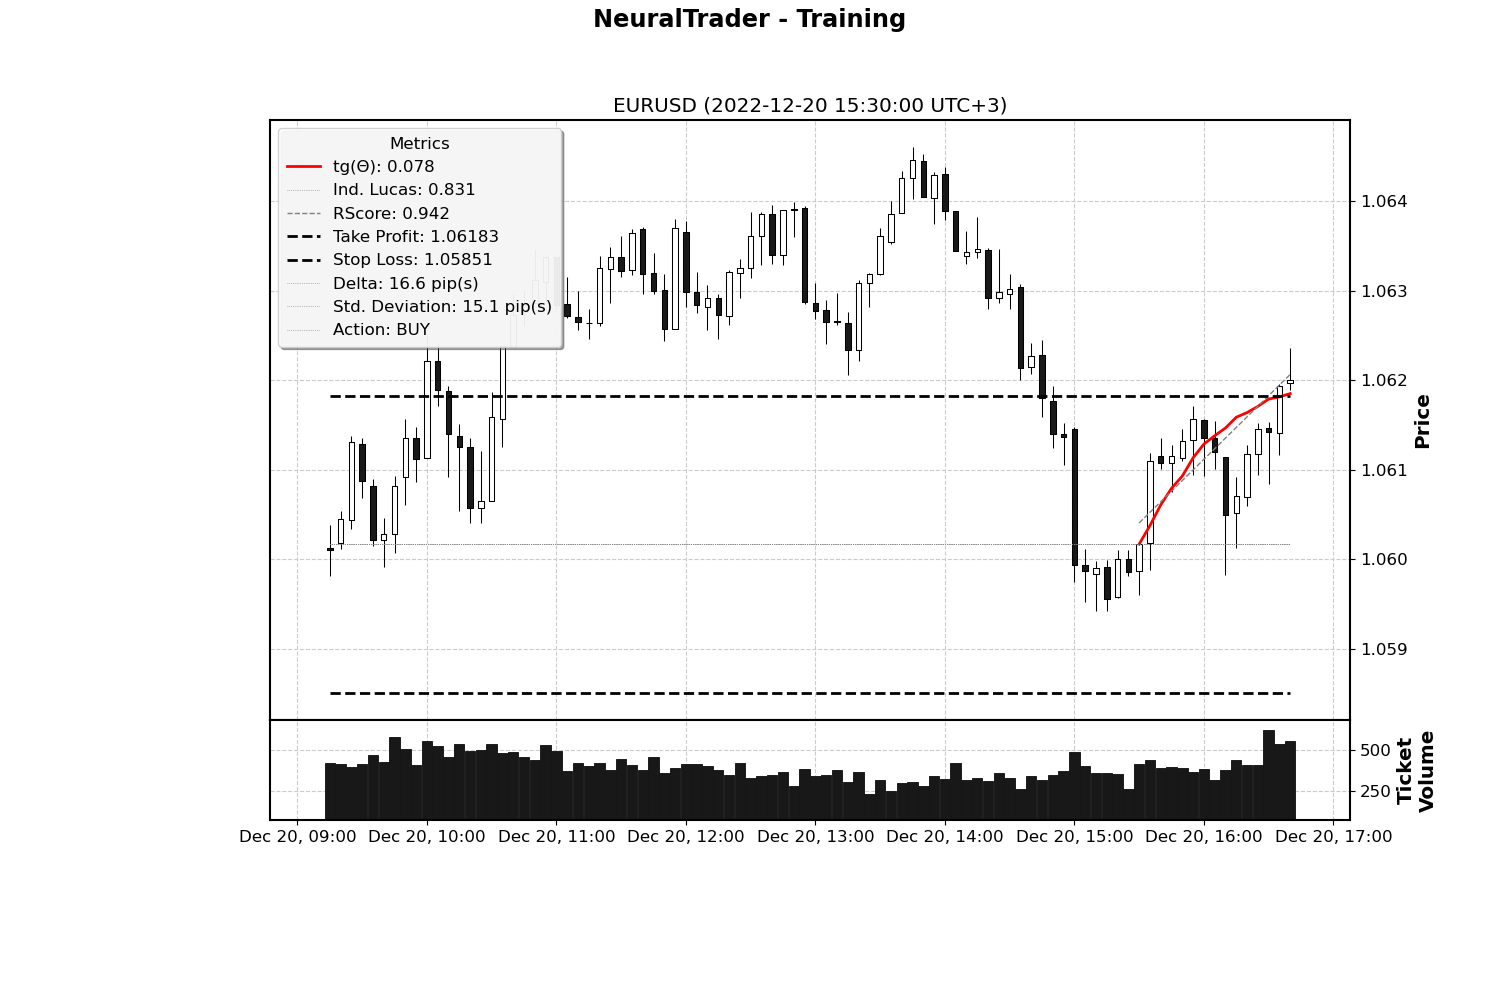 NeuralTrader - Training
EURUSD (2022-12-20 15:30:00 UTC+3)
Metrics
tg(Θ): 0.078
Ind. Lucas: 0.831
RScore: 0.942
Take Profit: 1.06183
Stop Loss: 1.05851
Delta: 16.6 pip(s)
Std. Deviation: 15.1 pip(s)
Action: BUY
1.064
1.063
1.062
1.061
1.060
1.059
Price
500
250
Ticket
Volume
Dec 20, 09:00 Dec 20, 10:00 Dec 20, 11:00 Dec 20, 12:00 Dec 20, 13:00 Dec 20, 14:00 Dec 20, 15:00 Dec 20, 16:00 Dec 20, 17:00